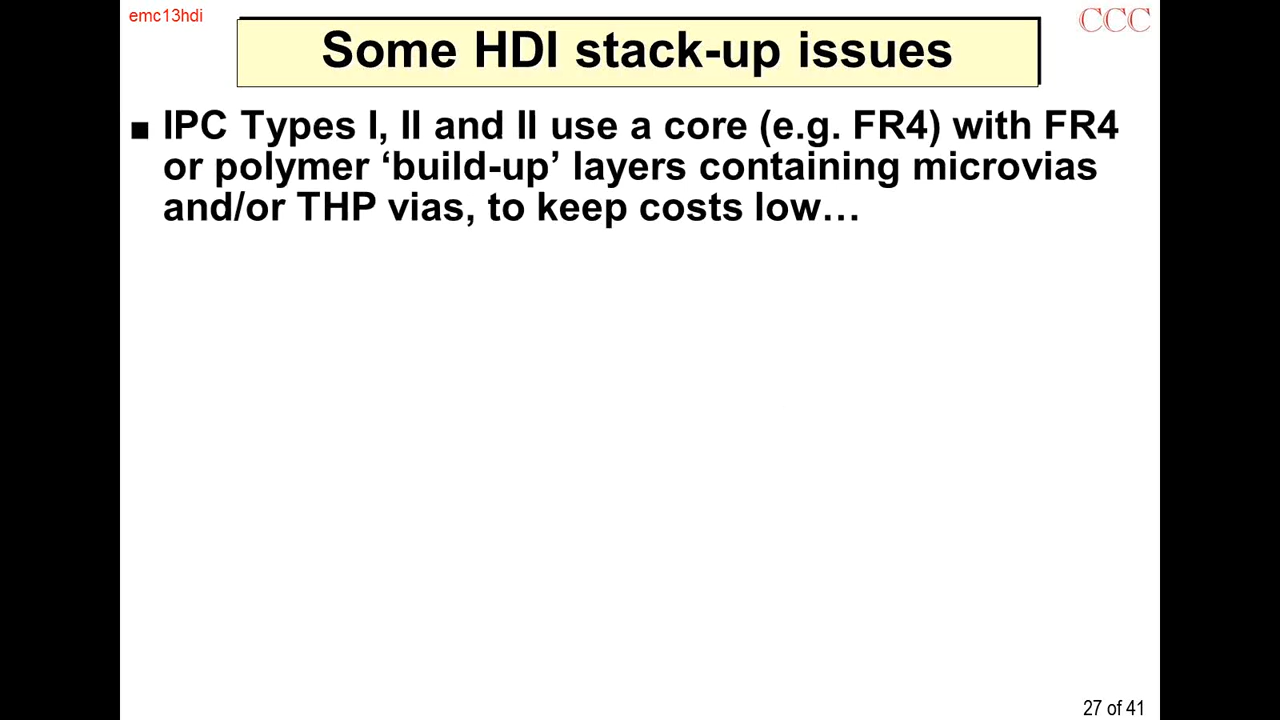 emc13hdi
CCC
Some HDI stack-up issues
■ IPC Types I, II and II use a core (e.g. FR4) with FR4
or polymer ‘build-up’ layers containing microvias
and/or THP vias, to keep costs low…
27 of 41